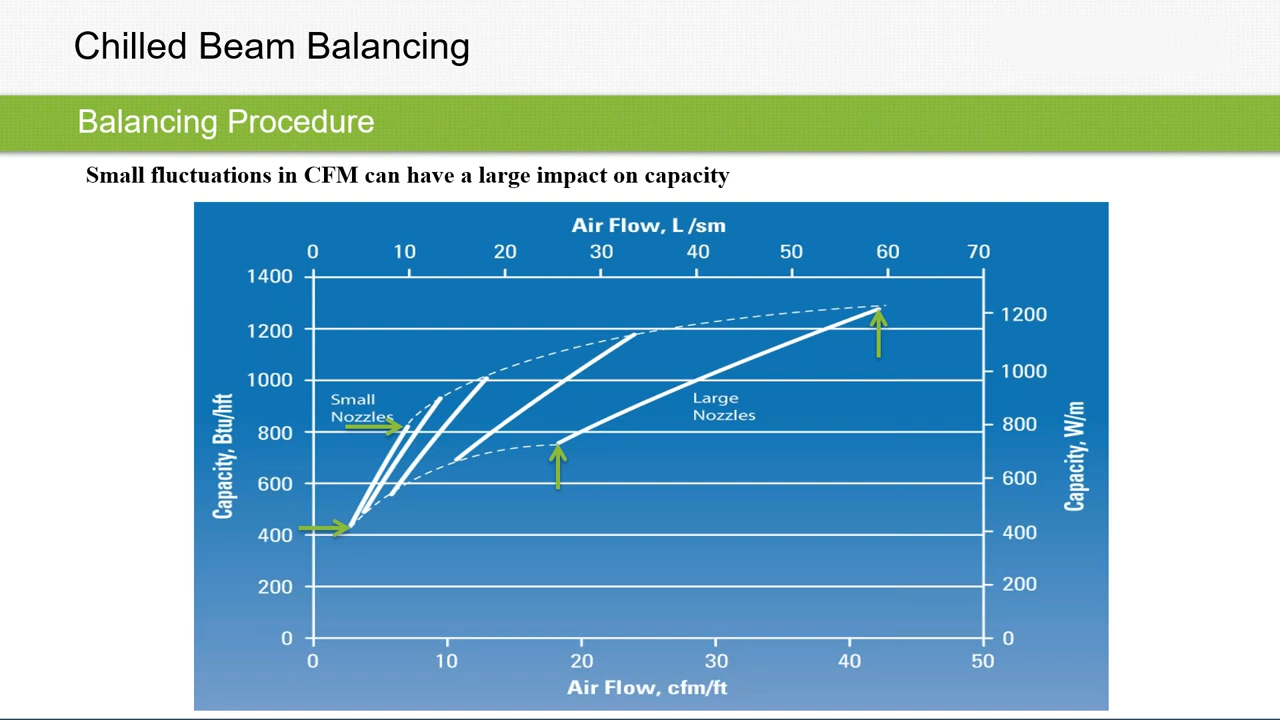 Chilled Beam Balancing
Balancing Procedure
Small fluctuations in CFM can have a large impact on capacity
Air Flow, L /sm
0 10 20 30 40 50 60 70
1400
1200
1000
800
600
400
200
0
Capacity, Btu/hft
Small
Nozzles
Large
Nozzles
1200
1000
800
600
400
200
0
Capacity, W/m
0 10 20 30 40 50
Air Flow, cfm/ft